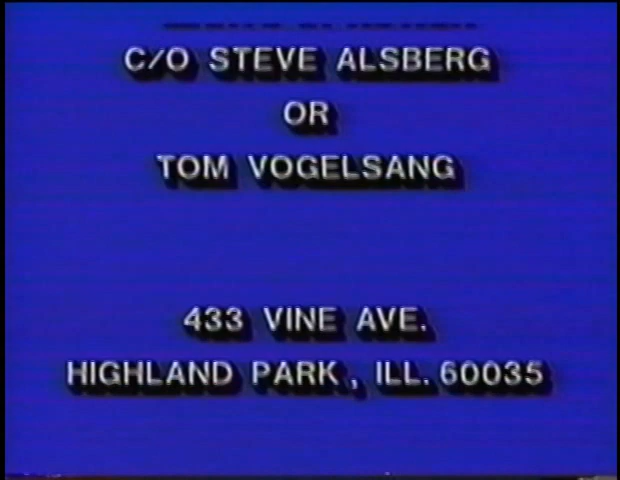 C/O STEVE ALSBERG
OR
TOM VOGELSANG
433 VINE AVE.
HIGHLAND PARK, ILL. 60035